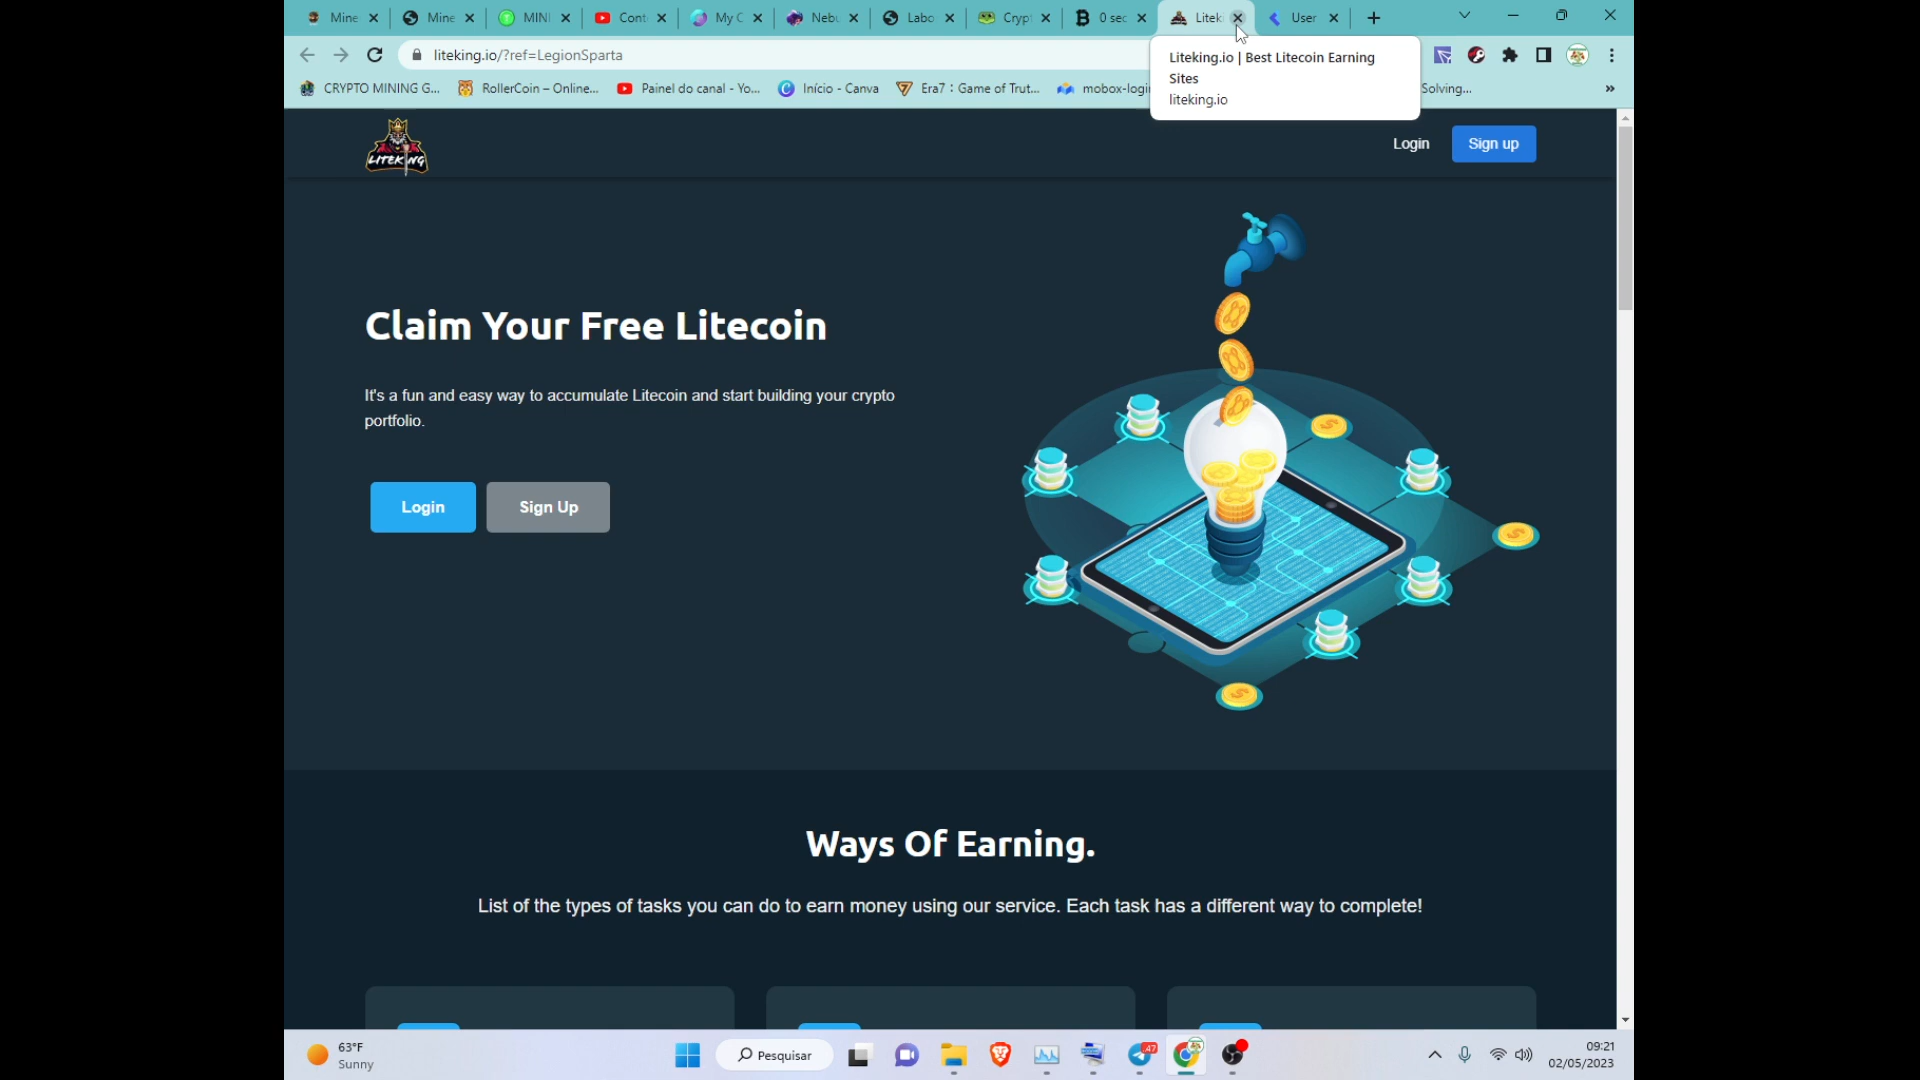 Mine
Mine
MINI
Cont
My C
Nebu
Labo
Cryp
0 sec
Litek
User
liteking.io/?ref=LegionSparta
Liteking.io | Best Litecoin Earning
Sites
liteking.io
CRYPTO MINING G...
RollerCoin – Online...
Painel do canal - Yo...
Início - Canva
Era7 : Game of Trut...
mobox-logi
Solving...
»
LITEKING
Login
Sign up
Claim Your Free Litecoin
It's a fun and easy way to accumulate Litecoin and start building your crypto
portfolio.
Login
Sign Up
Ways Of Earning.
List of the types of tasks you can do to earn money using our service. Each task has a different way to complete!
63°F
Sunny
Pesquisar
47
09:21
02/05/2023